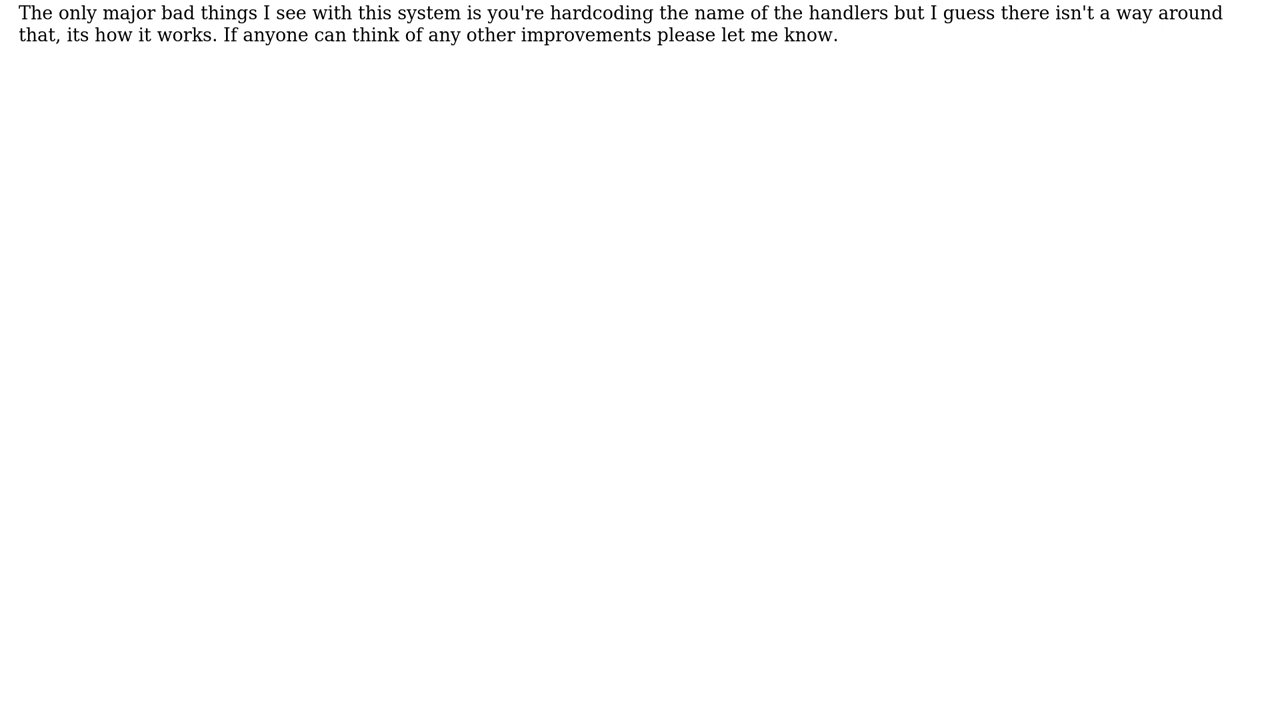 The only major bad things I see with this system is you're hardcoding the name of the handlers but I guess there isn't a way around
that, its how it works. If anyone can think of any other improvements please let me know.